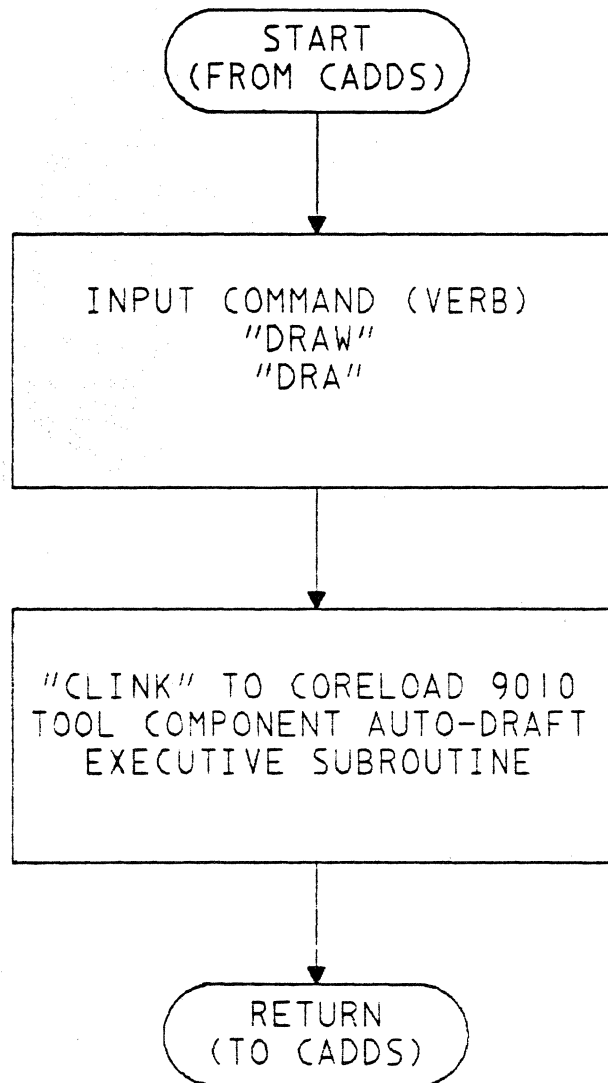 START
(FROM CADDS)
INPUT COMMAND (VERB)
"DRAW"
"DRA"
"CLINK" TO CORELOAD 9010
TOOL COMPONENT AUTO-DRAFT
EXECUTIVE SUBROUTINE
RETURN
(TO CADDS)